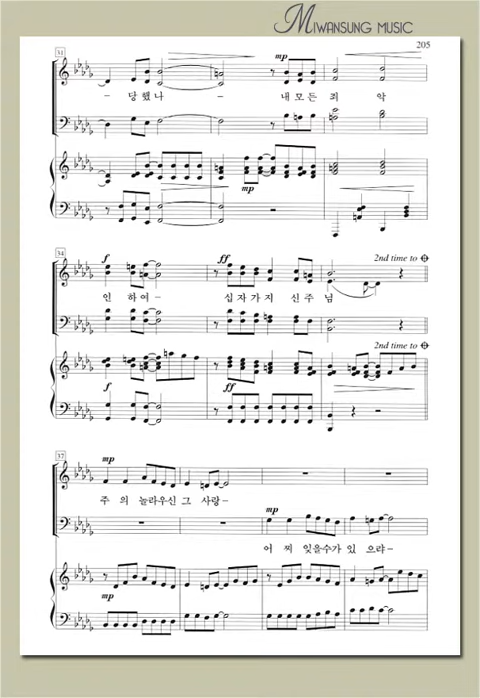 MIWANSUNG MUSIC
205
31
mp
- 당했나 - 내모든 죄 악
mp
34
f ff 2nd time to
인 하여- 십자가지 신주님
2nd time to
f ff
37
mp
주 의 놀라우신 그 사랑-
mp
어 찌 잊을수가 있 으랴-
mp